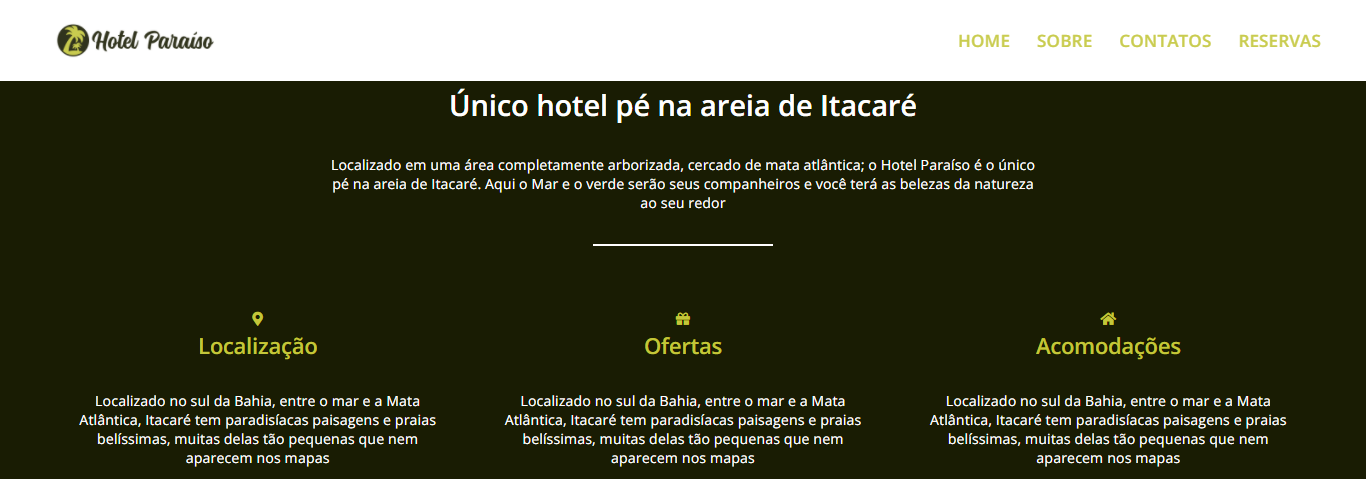 Hotel Paraíso
HOME SOBRE CONTATOS RESERVAS
Único hotel pé na areia de Itacaré
Localizado em uma área completamente arborizada, cercado de mata atlântica; o Hotel Paraíso é o único
pé na areia de Itacaré. Aqui o Mar e o verde serão seus companheiros e você terá as belezas da natureza
ao seu redor
Localização
Localizado no sul da Bahia, entre o mar e a Mata
Atlântica, Itacaré tem paradisíacas paisagens e praias
belíssimas, muitas delas tão pequenas que nem
aparecem nos mapas
Ofertas
Localizado no sul da Bahia, entre o mar e a Mata
Atlântica, Itacaré tem paradisíacas paisagens e praias
belíssimas, muitas delas tão pequenas que nem
aparecem nos mapas
Acomodações
Localizado no sul da Bahia, entre o mar e a Mata
Atlântica, Itacaré tem paradisíacas paisagens e praias
belíssimas, muitas delas tão pequenas que nem
aparecem nos mapas